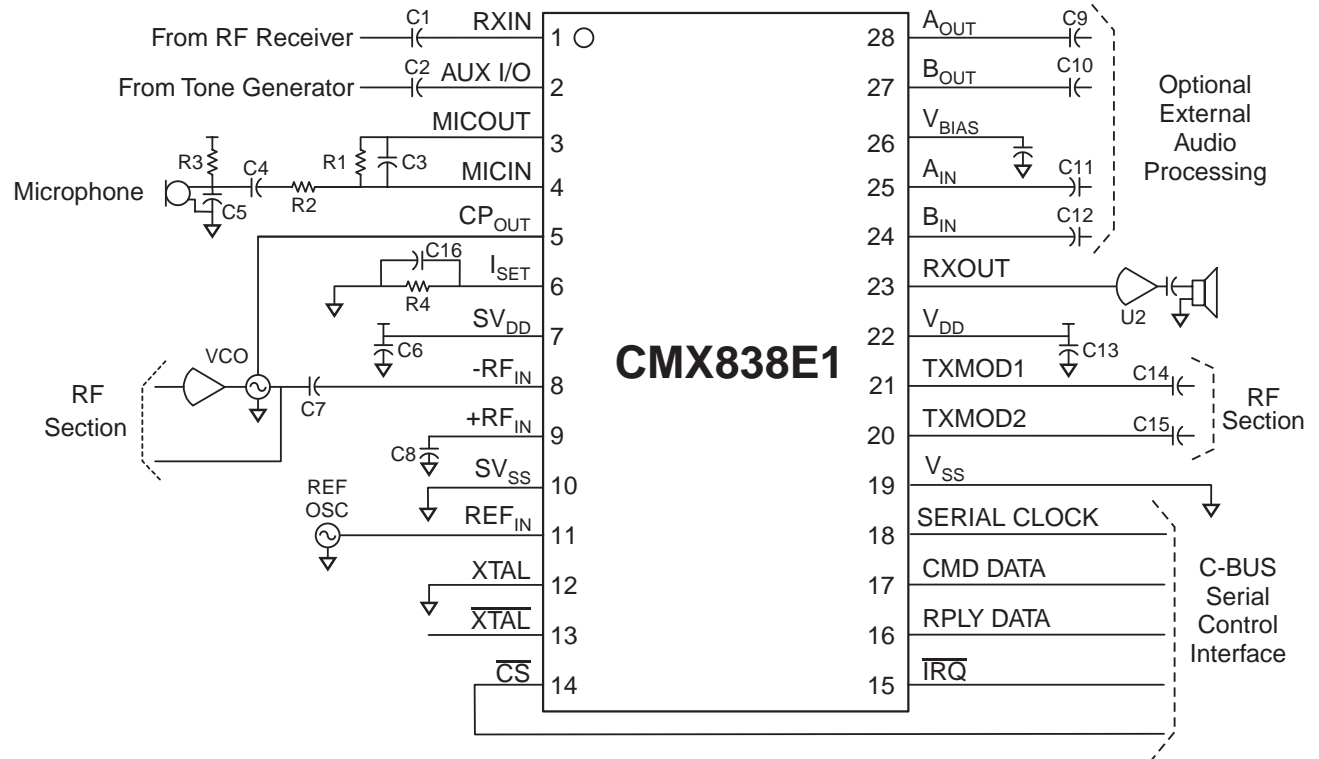 C1
RXIN
From RF Receiver
1
C2
AUX I/O
From Tone Generator
2
MICOUT
3
R3
C4
R1
C3
MICIN
Microphone
4
R2
C5
CP_OUT
5
C16
I_SET
6
R4
SV_DD
7
C6
VCO
-RF_IN
8
C7
RF
Section
+RF_IN
9
C8
SV_SS
10
REF
OSC
REF_IN
11
XTAL
12
XTAL
13
CS
14
CMX838E1
A_OUT
C9
28
B_OUT
C10
27
V_BIAS
26
A_IN
C11
25
B_IN
C12
24
Optional
External
Audio
Processing
RXOUT
23
U2
V_DD
22
C13
TXMOD1
C14
21
TXMOD2
C15
20
RF
Section
V_SS
19
SERIAL CLOCK
18
CMD DATA
17
RPLY DATA
16
IRQ
15
C-BUS
Serial
Control
Interface